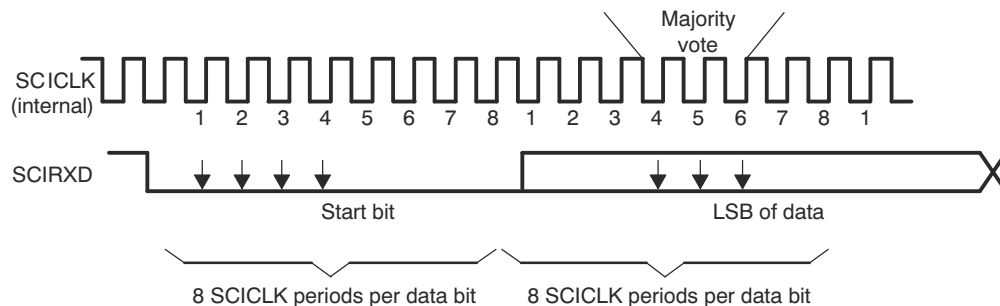 Majority
vote
SCICLK
(internal)
1 2 3 4 5 6 7 8 1 2 3 4 5 6 7 8 1
SCIRXD
Start bit LSB of data
8 SCICLK periods per data bit 8 SCICLK periods per data bit